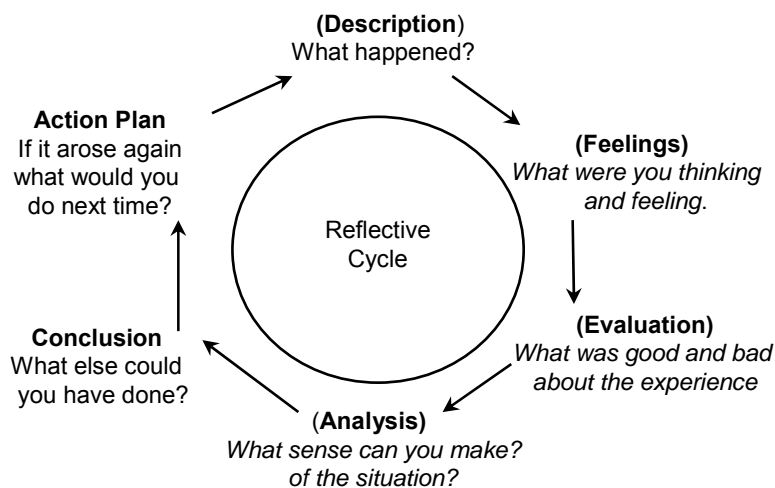 (Description)
What happened?
(Feelings)
What were you thinking
and feeling.
(Evaluation)
What was good and bad
about the experience
(Analysis)
What sense can you make?
of the situation?
Conclusion
What else could
you have done?
Action Plan
If it arose again
what would you
do next time?
Reflective
Cycle